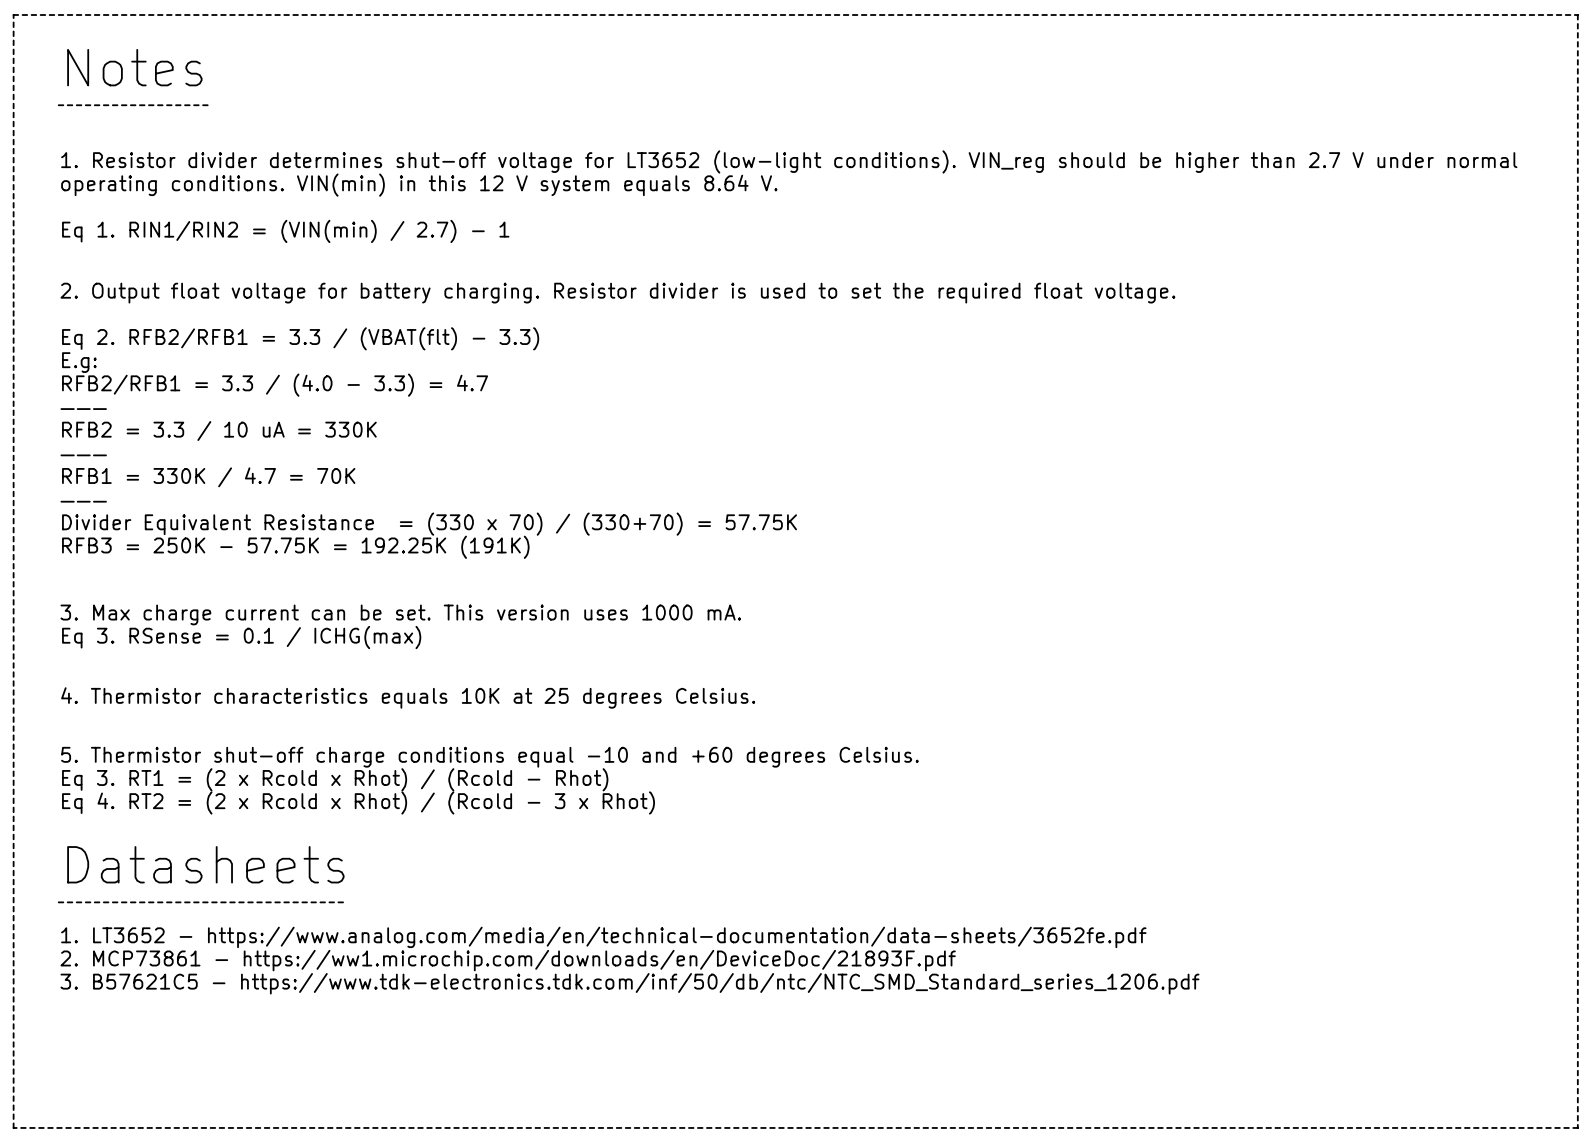 Notes
1. Resistor divider determines shut-off voltage for LT3652 (low-light conditions). VIN_reg should be higher than 2.7 V under normal
operating conditions. VIN(min) in this 12 V system equals 8.64 V.
Eq 1. RIN1/RIN2 = (VIN(min) / 2.7) - 1
2. Output float voltage for battery charging. Resistor divider is used to set the required float voltage.
Eq 2. RFB2/RFB1 = 3.3 / (VBAT(flt) - 3.3)
E.g:
RFB2/RFB1 = 3.3 / (4.0 - 3.3) = 4.7
---
RFB2 = 3.3 / 10 uA = 330K
---
RFB1 = 330K / 4.7 = 70K
---
Divider Equivalent Resistance  = (330 x 70) / (330+70) = 57.75K
RFB3 = 250K - 57.75K = 192.25K (191K)
3. Max charge current can be set. This version uses 1000 mA.
Eq 3. RSense = 0.1 / ICHG(max)
4. Thermistor characteristics equals 10K at 25 degrees Celsius.
5. Thermistor shut-off charge conditions equal -10 and +60 degrees Celsius.
Eq 3. RT1 = (2 x Rcold x Rhot) / (Rcold - Rhot)
Eq 4. RT2 = (2 x Rcold x Rhot) / (Rcold - 3 x Rhot)
Datasheets
1. LT3652 - https://www.analog.com/media/en/technical-documentation/data-sheets/3652fe.pdf
2. MCP73861 - https://ww1.microchip.com/downloads/en/DeviceDoc/21893F.pdf
3. B57621C5 - https://www.tdk-electronics.tdk.com/inf/50/db/ntc/NTC_SMD_Standard_series_1206.pdf